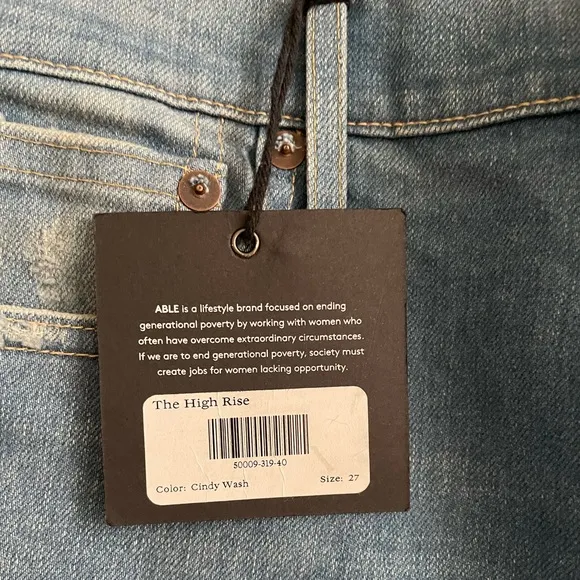 ABLE is a lifestyle brand focused on ending
generational poverty by working with women who
often have overcome extraordinary circumstances.
If we are to end generational poverty, society must
create jobs for women lacking opportunity.
The High Rise
50009-319-40
Color: Cindy Wash Size: 27